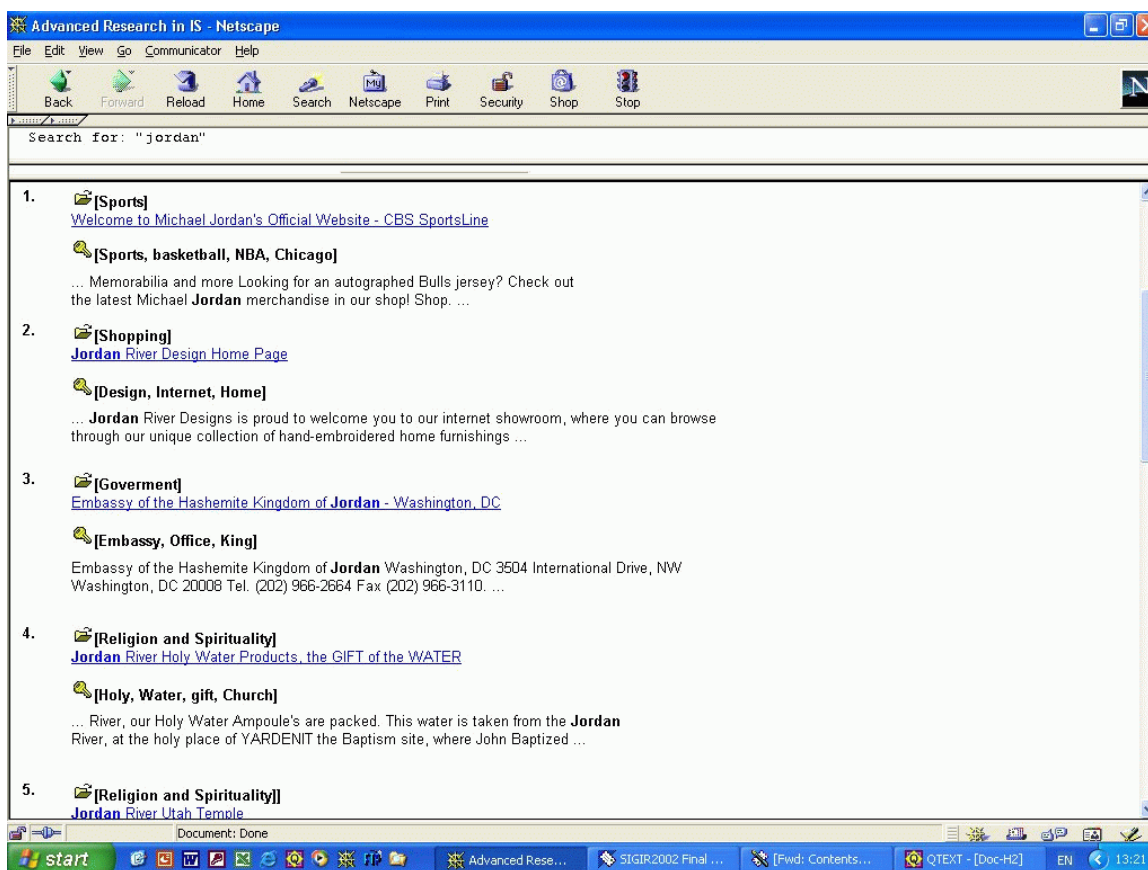 Advanced Research in IS - Netscape
File Edit View Go Communicator Help
My
N
Back Forward Reload Home Search Netscape Print Security Shop Stop
Search for: "jordan"
1. [Sports]
Welcome to Michael Jordan's Official Website - CBS SportsLine
[Sports, basketball, NBA, Chicago]
... Memorabilia and more Looking for an autographed Bulls jersey? Check out
the latest Michael Jordan merchandise in our shop! Shop. ...
2. [Shopping]
Jordan River Design Home Page
[Design, Internet, Home]
... Jordan River Designs is proud to welcome you to our internet showroom, where you can browse
through our unique collection of hand-embroidered home furnishings ...
3. [Goverment]
Embassy of the Hashemite Kingdom of Jordan - Washington, DC
[Embassy, Office, King]
Embassy of the Hashemite Kingdom of Jordan Washington, DC 3504 International Drive, NW
Washington, DC 20008 Tel. (202) 966-2664 Fax (202) 966-3110. ...
4. [Religion and Spirituality]
Jordan River Holy Water Products, the GIFT of the WATER
[Holy, Water, gift, Church]
... River, our Holy Water Ampoule's are packed. This water is taken from the Jordan
River, at the holy place of YARDENIT the Baptism site, where John Baptized ...
5. [Religion and Spirituality]]
Jordan River Utah Temple
Document: Done
start Advanced Rese... SIGIR2002 Final ... [Fwd: Contents... QTEXT - [Doc-H2] EN 13:21